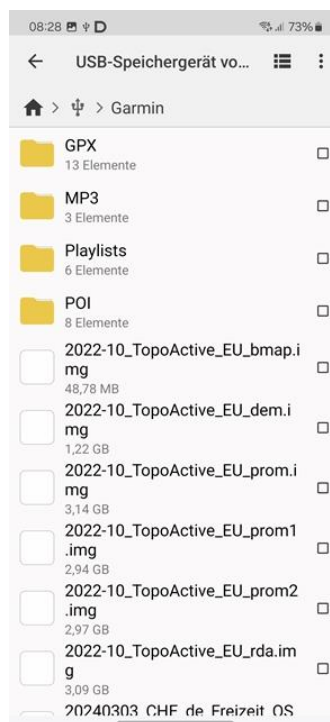 08:28 D 73%
USB-Speichergerät vo...
> > Garmin
GPX
13 Elemente
MP3
3 Elemente
Playlists
6 Elemente
POI
8 Elemente
2022-10_TopoActive_EU_bmap.i
mg
48,78 MB
2022-10_TopoActive_EU_dem.i
mg
1,22 GB
2022-10_TopoActive_EU_prom.i
mg
3,14 GB
2022-10_TopoActive_EU_prom1
.img
2,94 GB
2022-10_TopoActive_EU_prom2
.img
2,97 GB
2022-10_TopoActive_EU_rda.im
g
3,09 GB
20240303_CHE_de_Freizeit_OS